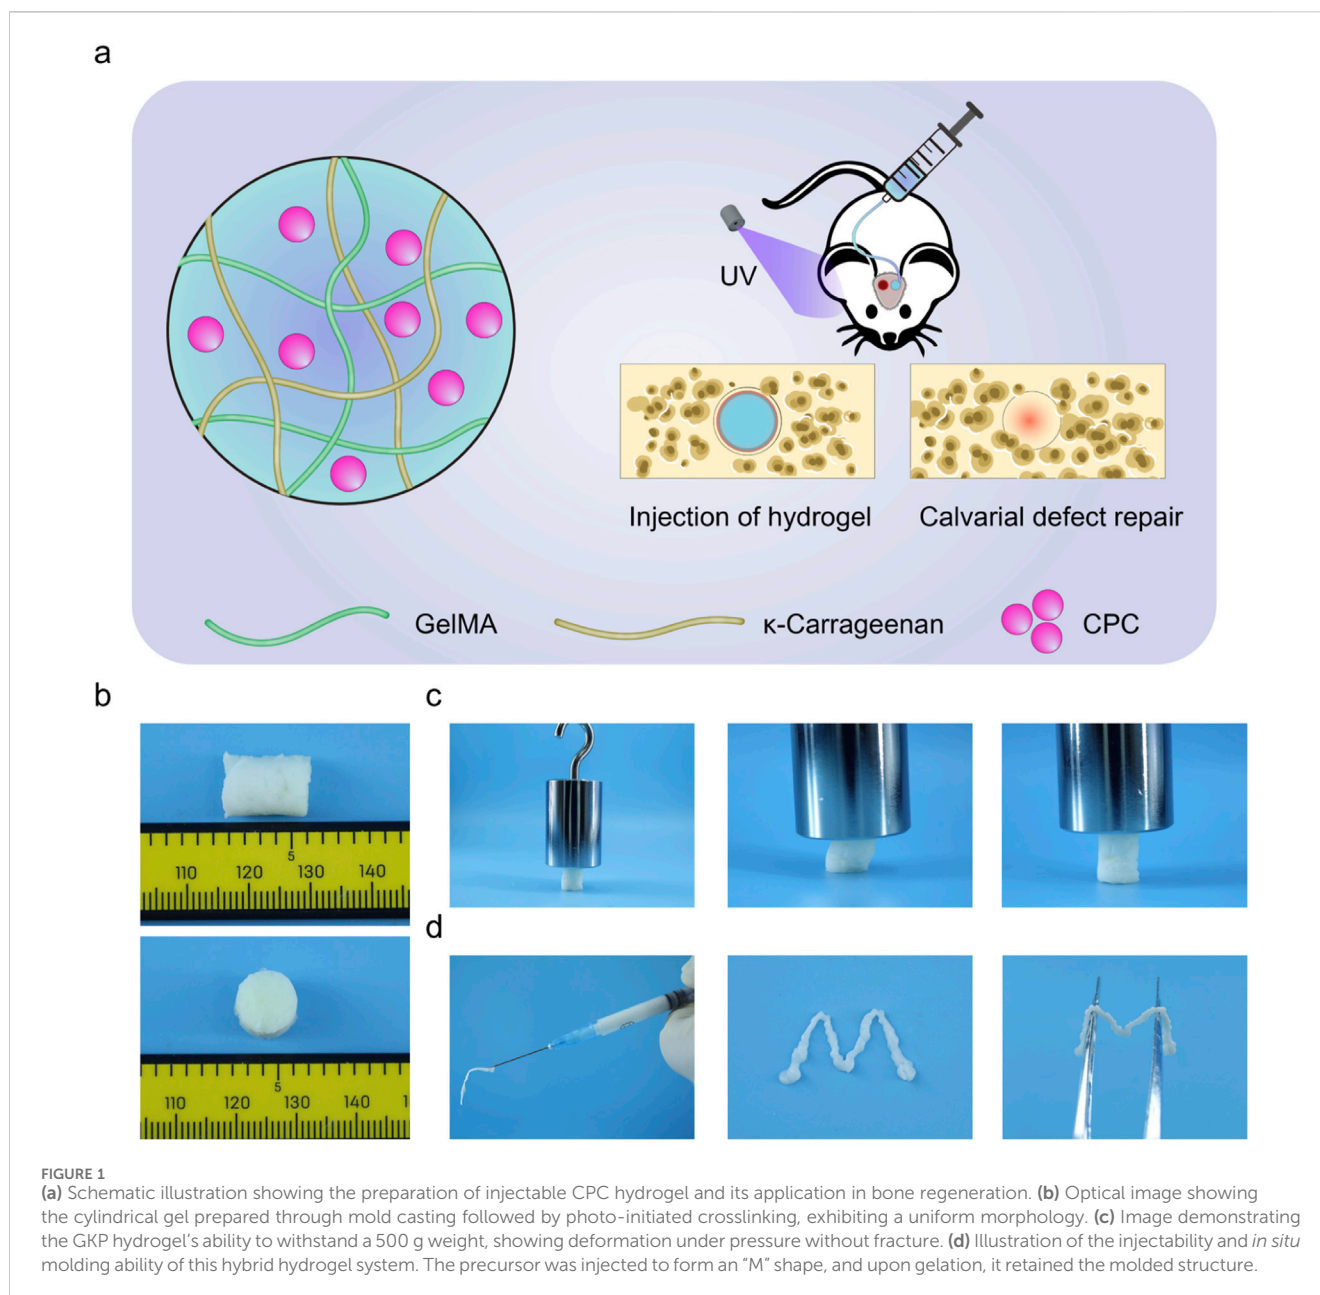 a
UV
Injection of hydrogel
Calvarial defect repair
GelMA
κ-Carrageenan
CPC
b
c
5
110 120 130 140
d
5
110 120 130 140 1
FIGURE 1
(a) Schematic illustration showing the preparation of injectable CPC hydrogel and its application in bone regeneration. (b) Optical image showing
the cylindrical gel prepared through mold casting followed by photo-initiated crosslinking, exhibiting a uniform morphology. (c) Image demonstrating
the GKP hydrogel's ability to withstand a 500 g weight, showing deformation under pressure without fracture. (d) Illustration of the injectability and in situ
molding ability of this hybrid hydrogel system. The precursor was injected to form an "M" shape, and upon gelation, it retained the molded structure.